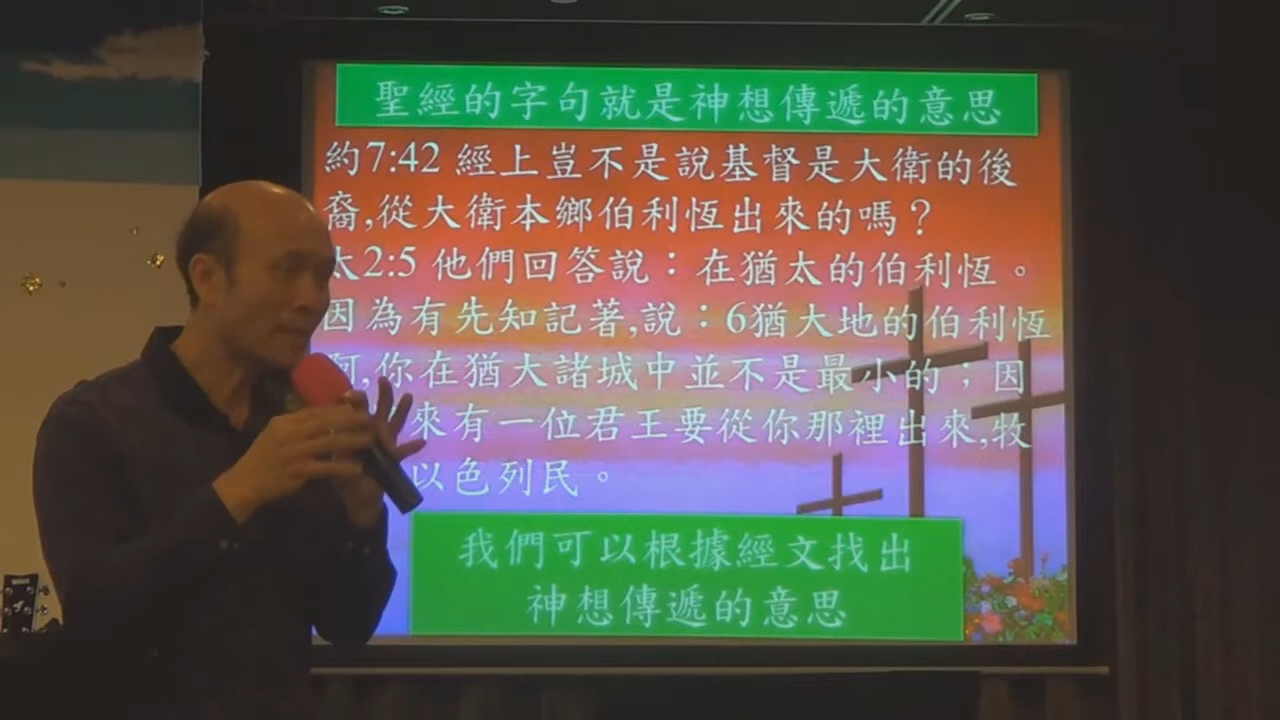 聖經的字句就是神想傳遞的意思
約7:42 經上豈不是說基督是大衛的後
裔,從大衛本鄉伯利恆出來的嗎？
太2:5 他們回答說：在猶太的伯利恆。
因為有先知記著,說：6猶大地的伯利恆
啊,你在猶大諸城中並不是最小的；因
來有一位君王要從你那裡出來,牧
以色列民。
我們可以根據經文找出
神想傳遞的意思